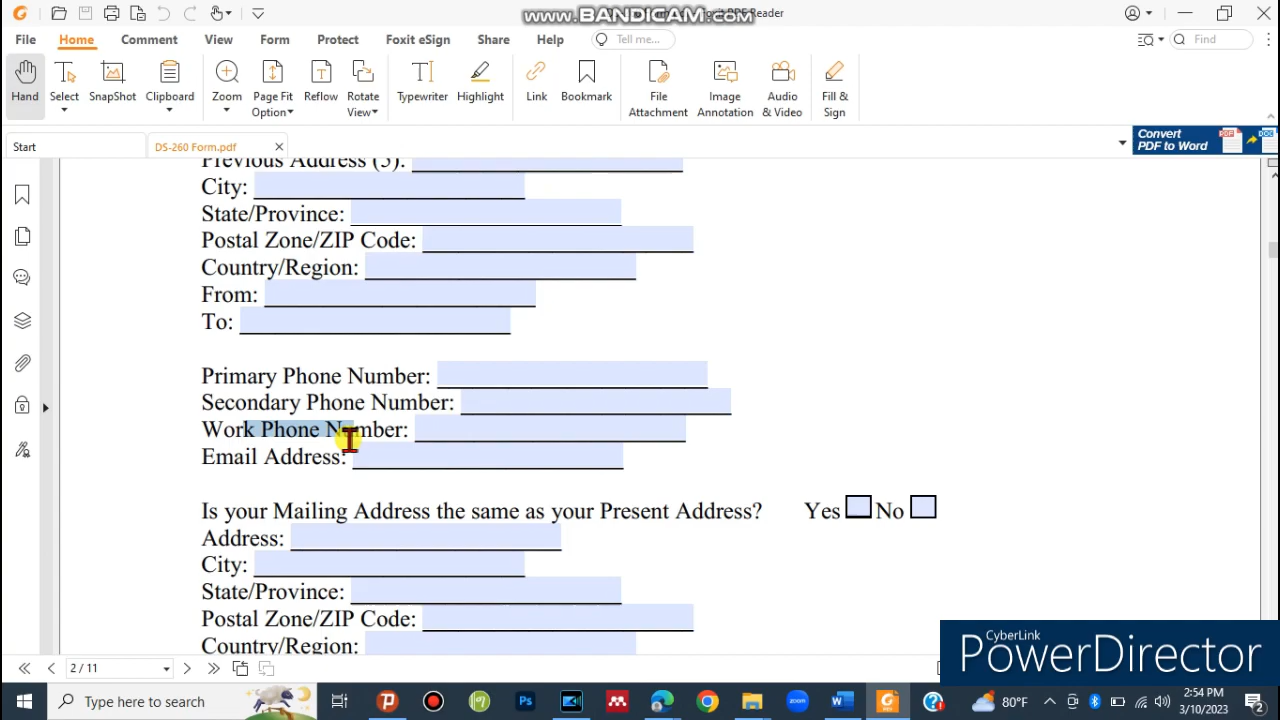 www.BANDICAM.com
PDF Reader
File Home Comment View Form Protect Foxit eSign Share Help Tell me... Find
Hand Select SnapShot Clipboard Zoom Page Fit Option Reflow Rotate View Typewriter Highlight Link Bookmark File Attachment Image Annotation Audio & Video Fill & Sign
Start DS-260 Form.pdf Convert PDF to Word
Previous Address (5):
City:
State/Province:
Postal Zone/ZIP Code:
Country/Region:
From:
To:
Primary Phone Number:
Secondary Phone Number:
Work Phone Number:
Email Address:
Is your Mailing Address the same as your Present Address? Yes No
Address:
City:
State/Province:
Postal Zone/ZIP Code:
Country/Region:
CyberLink
PowerDirector
2 / 11
Type here to search
80°F
2:54 PM
3/10/2023